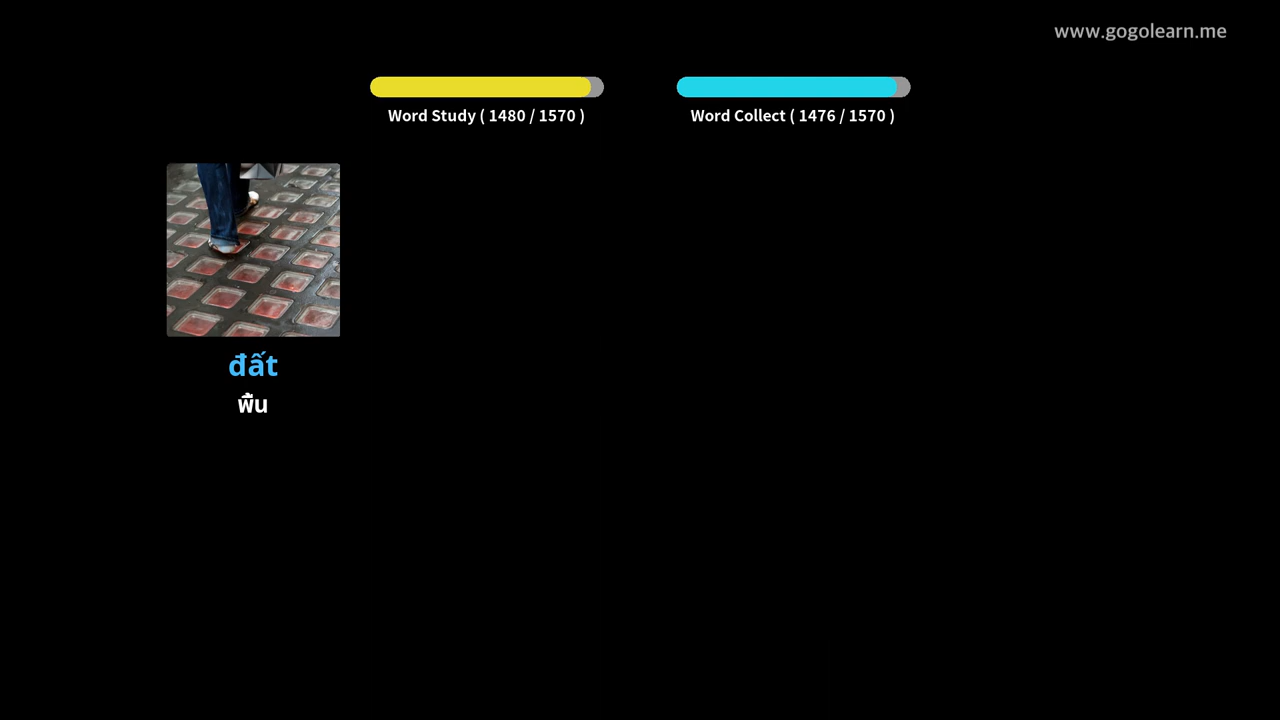 www.gogolearn.me
Word Study ( 1480 / 1570 )
Word Collect ( 1476 / 1570 )
đất
พื้น